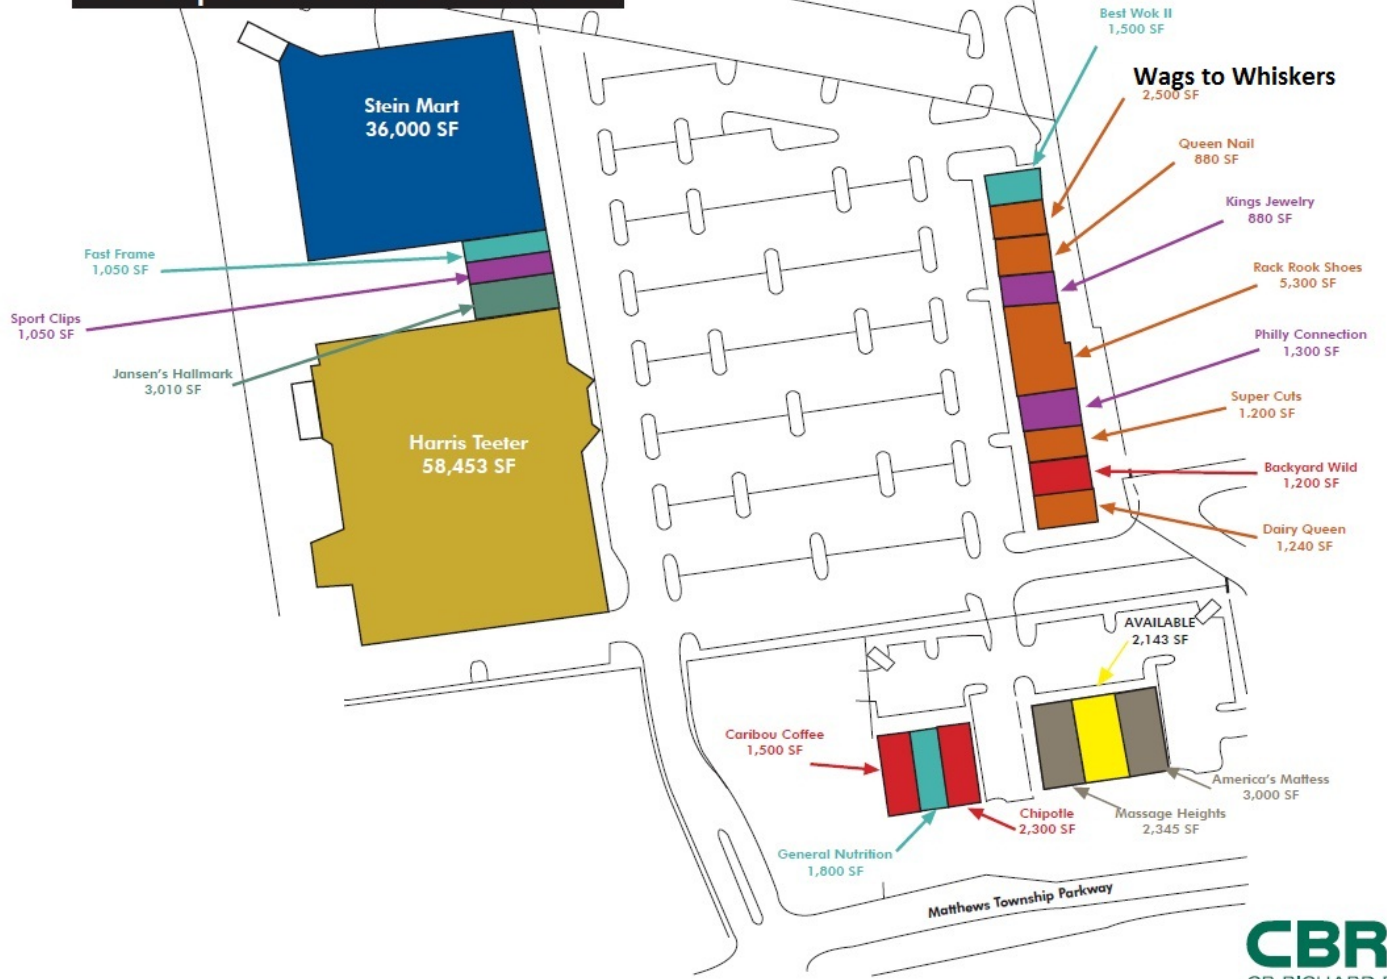 Best Wok II
1,500 SF
Wags to Whiskers
2,500 SF
Queen Nail
880 SF
Kings Jewelry
880 SF
Rack Rook Shoes
5,300 SF
Philly Connection
1,300 SF
Super Cuts
1.200 SF
Backyard Wild
1,200 SF
Dairy Queen
1,240 SF
Stein Mart
36,000 SF
Fast Frame
1,050 SF
Sport Clips
1,050 SF
Jansen's Hallmark
3,010 SF
Harris Teeter
58,453 SF
AVAILABLE
2,143 SF
Caribou Coffee
1,500 SF
General Nutrition
1,800 SF
Chipotle
2,300 SF
Massage Heights
2,345 SF
America's Mattess
3,000 SF
Matthews Township Parkway
CBR